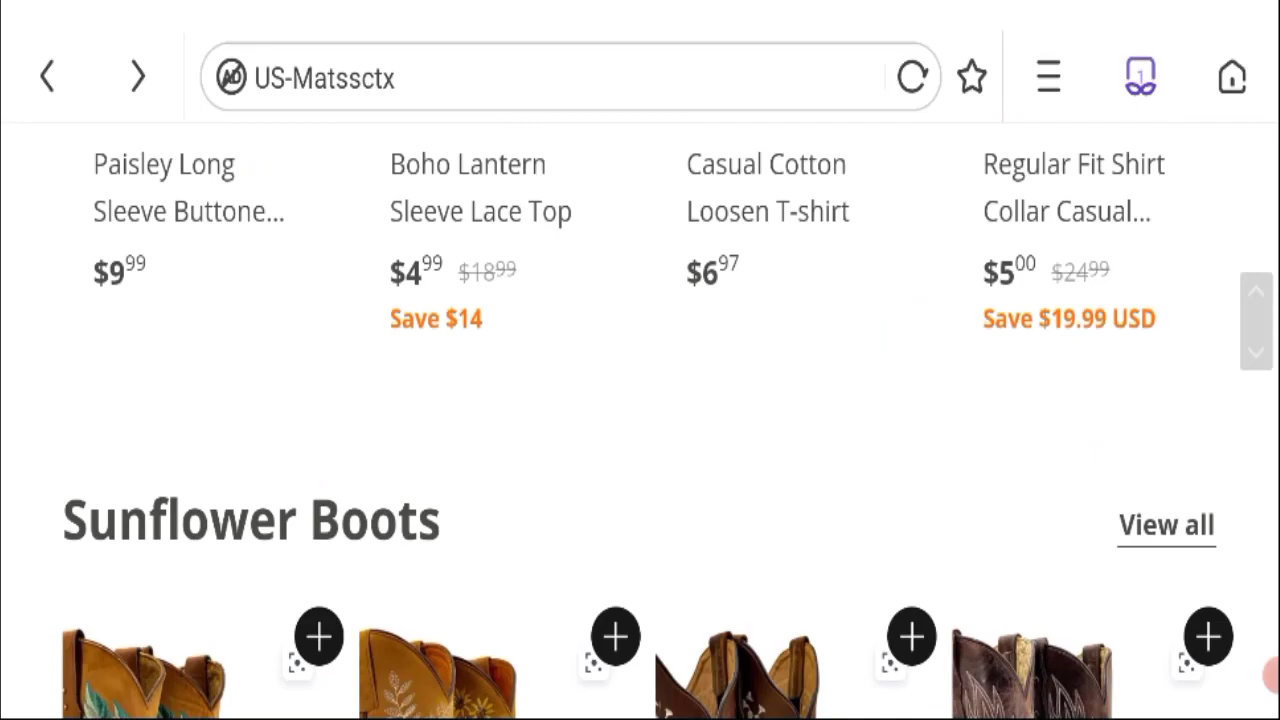 US-Matssctx
1
Paisley Long
Sleeve Buttone...
$9.99
Boho Lantern
Sleeve Lace Top
$4.99 $18.99
Save $14
Casual Cotton
Loosen T-shirt
$6.97
Regular Fit Shirt
Collar Casual...
$5.00 $24.99
Save $19.99 USD
Sunflower Boots
View all